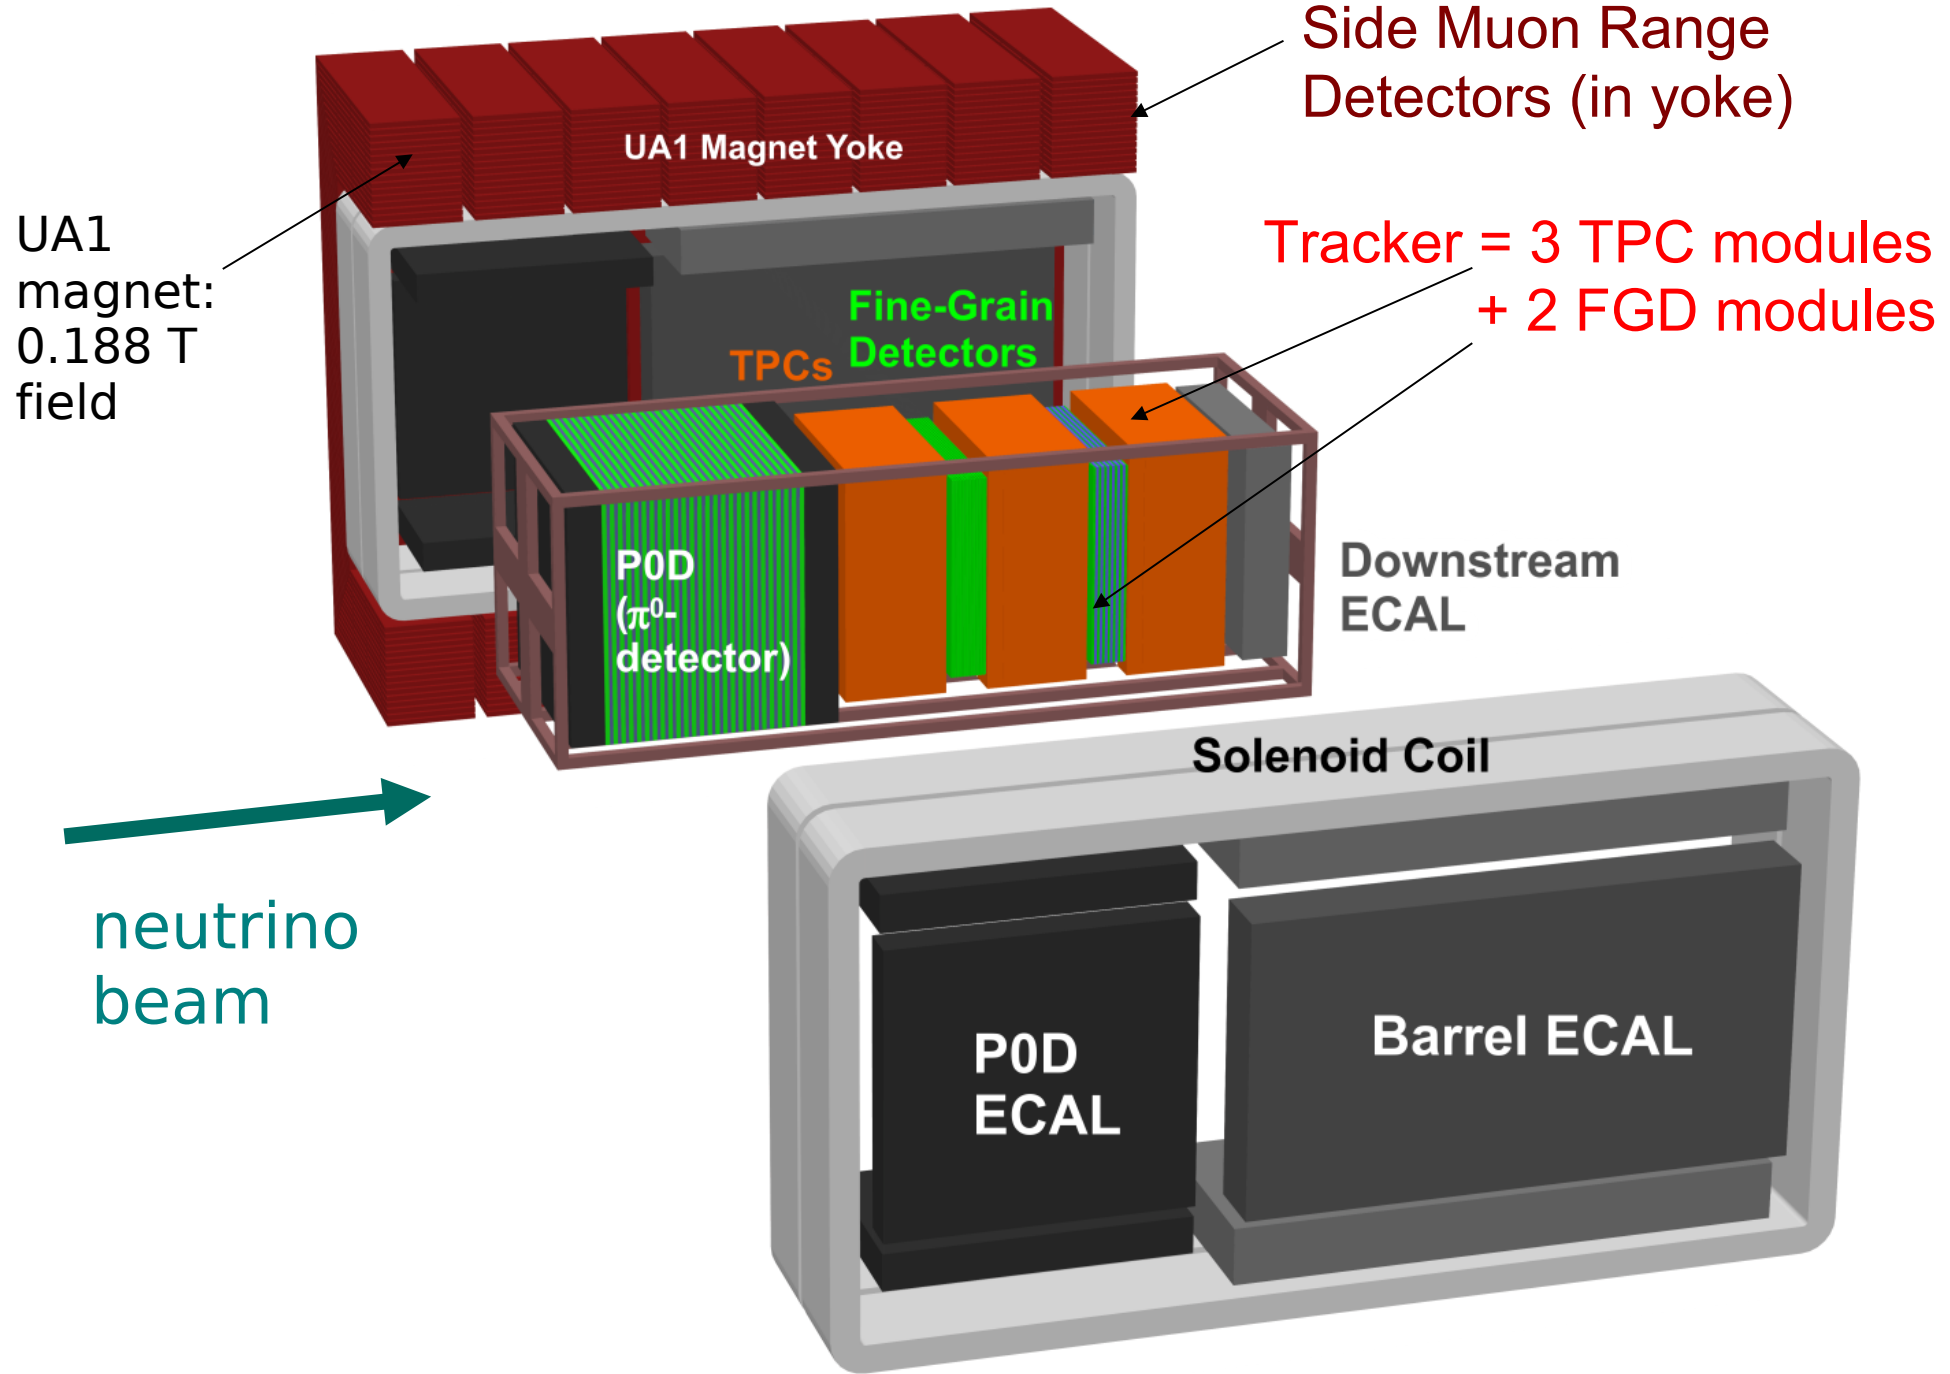 Side Muon Range
Detectors (in yoke)
UA1 Magnet Yoke
UA1
magnet:
0.188 T
field
Tracker = 3 TPC modules
+ 2 FGD modules
Fine-Grain
Detectors
TPCs
P0D
(π⁰-
detector)
Downstream
ECAL
Solenoid Coil
neutrino
beam
P0D
ECAL
Barrel ECAL